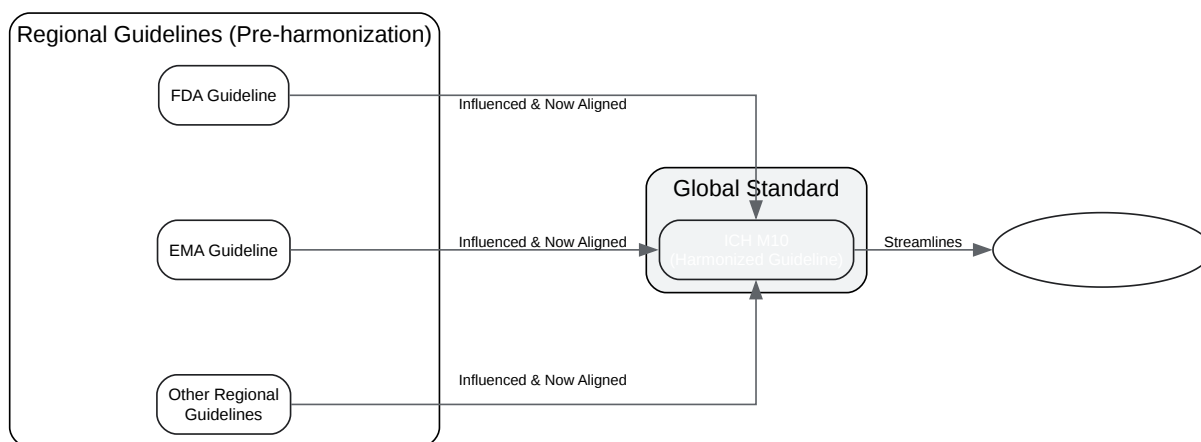 Regional Guidelines (Pre-harmonization)
FDA Guideline
Influenced & Now Aligned
Global Standard
EMA Guideline
Influenced & Now Aligned
ICH M10
(Harmonized Guideline)
Streamlines
Other Regional
Guidelines
Influenced & Now Aligned